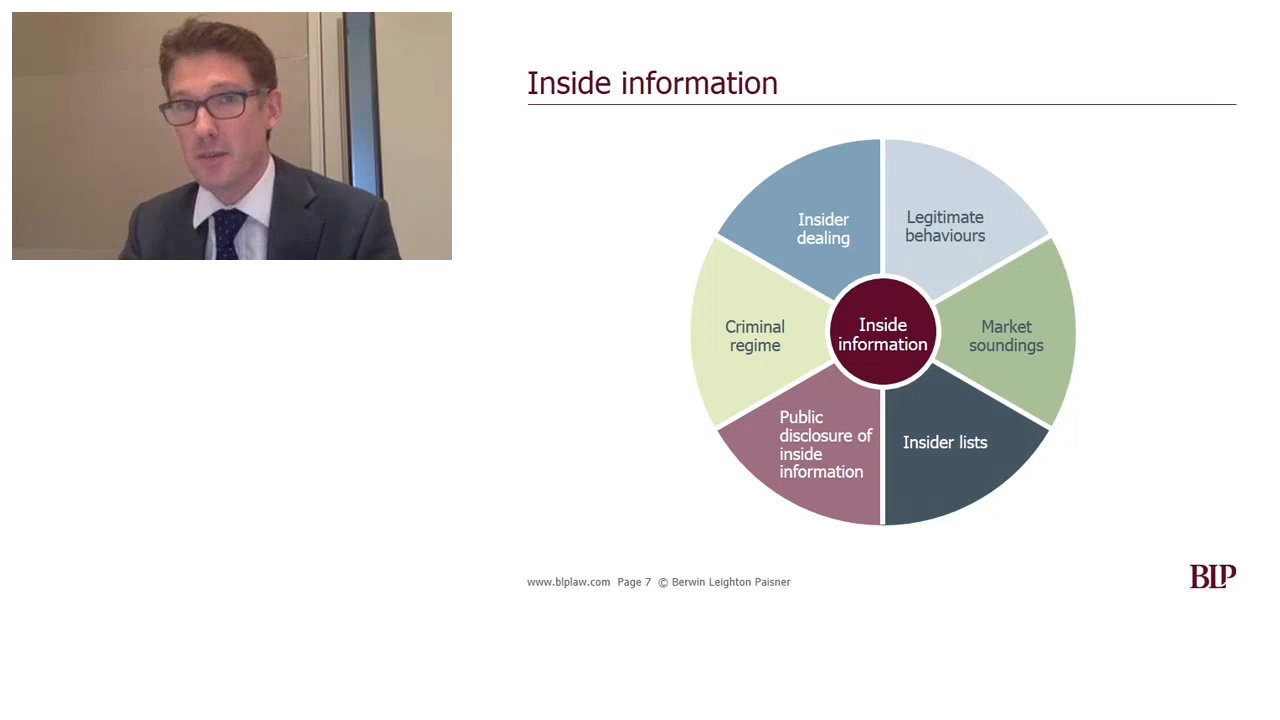 Inside information
Insider
dealing
Legitimate
behaviours
Criminal
regime
Inside
information
Market
soundings
Public
disclosure of
inside
information
Insider lists
www.blplaw.com Page 7 © Berwin Leighton Paisner
BLP